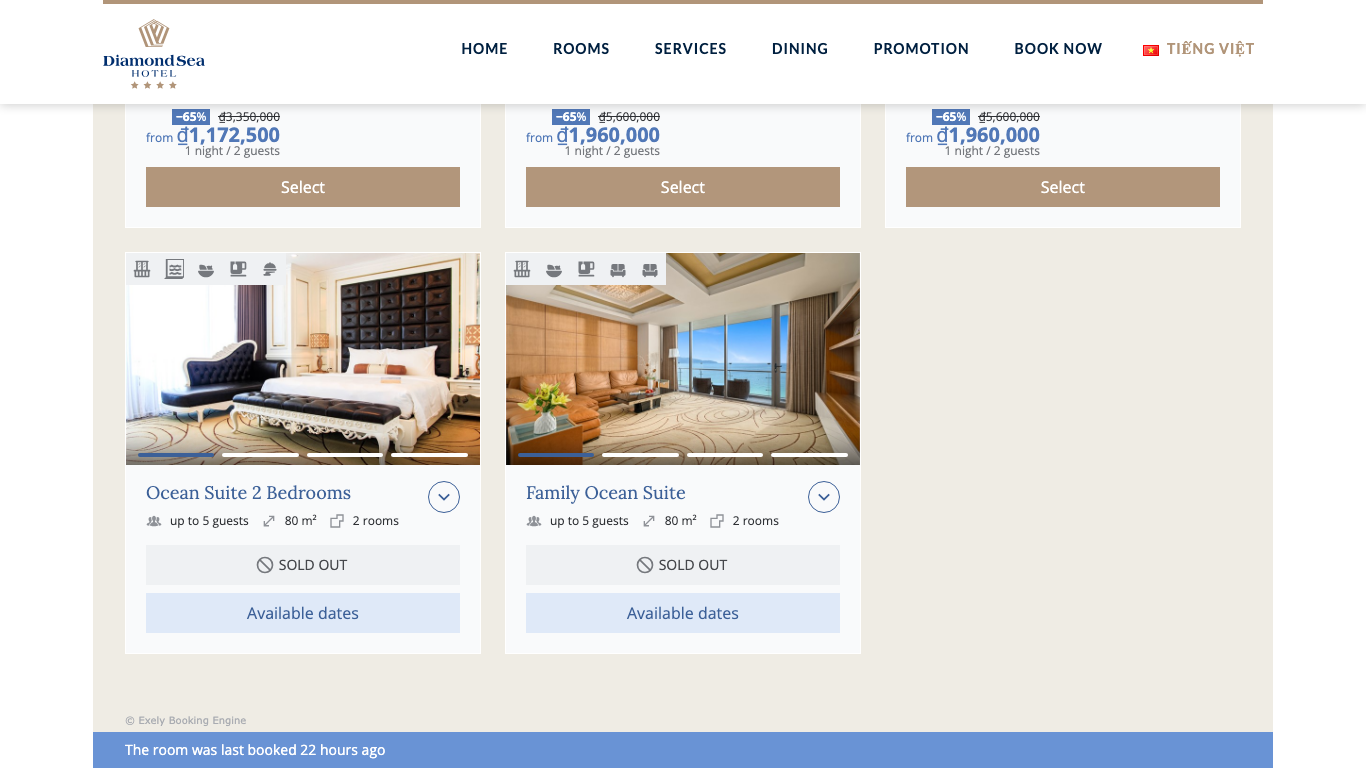 Diamond Sea
HOTEL
HOME
ROOMS
SERVICES
DINING
PROMOTION
BOOK NOW
TIẾNG VIỆT
−65% ₫3,350,000
from ₫1,172,500
1 night / 2 guests
Select
−65% ₫5,600,000
from ₫1,960,000
1 night / 2 guests
Select
−65% ₫5,600,000
from ₫1,960,000
1 night / 2 guests
Select
Ocean Suite 2 Bedrooms
up to 5 guests 80 m² 2 rooms
SOLD OUT
Available dates
Family Ocean Suite
up to 5 guests 80 m² 2 rooms
SOLD OUT
Available dates
© Exely Booking Engine
The room was last booked 22 hours ago